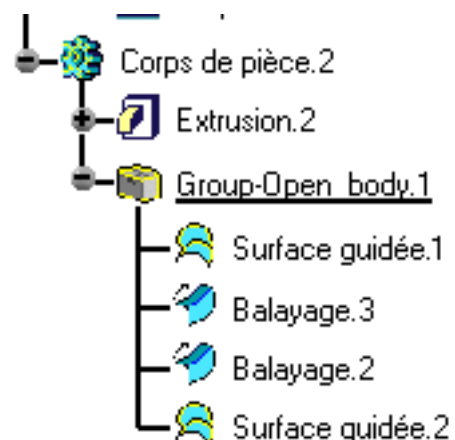 Corps de pièce.2
Extrusion.2
Group-Open_body.1
Surface guidée.1
Balayage.3
Balayage.2
Surface guidée.2